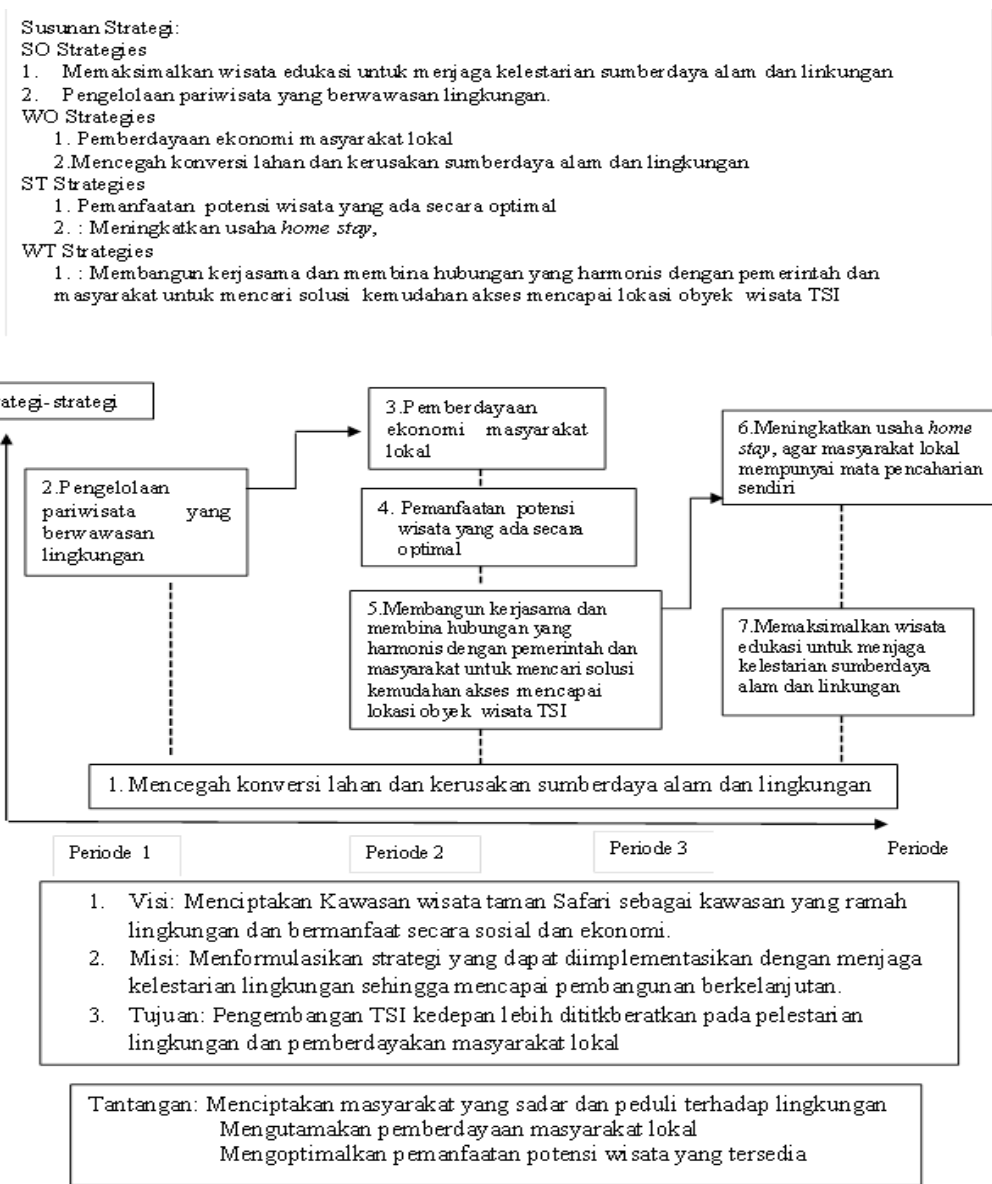 Susunan Strategi:
SO Strategies
1. Memaksimalkan wisata edukasi untuk menjaga kelestarian sumberdaya alam dan linkungan
2. Pengelolaan pariwisata yang berwawasan lingkungan.
WO Strategies
1. Pemberdayaan ekonomi masyarakat lokal
2.Mencegah konversi lahan dan kerusakan sumberdaya alam dan lingkungan
ST Strategies
1. Pemanfaatan potensi wisata yang ada secara optimal
2. : Meningkatkan usaha home stay,
WT Strategies
1. : Membangun kerjasama dan membina hubungan yang harmonis dengan pemerintah dan
masyarakat untuk mencari solusi kemudahan akses mencapai lokasi obyek wisata TSI
ategi-strategi
2.Pengelolaan
pariwisata yang
berwawasan
lingkungan
3.Pemberdayaan
ekonomi masyarakat
lokal
4. Pemanfaatan potensi
wisata yang ada secara
optimal
5.Membangun kerjasama dan
membina hubungan yang
harmonis dengan pemerintah dan
masyarakat untuk mencari solusi
kemudahan akses mencapai
lokasi obyek wisata TSI
6.Meningkatkan usaha home
stay, agar masyarakat lokal
mempunyai mata pencaharian
sendiri
7.Memaksimalkan wisata
edukasi untuk menjaga
kelestarian sumberdaya
alam dan linkungan
1. Mencegah konversi lahan dan kerusakan sumberdaya alam dan lingkungan
Periode 1
Periode 2
Periode 3
Periode
1. Visi: Menciptakan Kawasan wisata taman Safari sebagai kawasan yang ramah
lingkungan dan bermanfaat secara sosial dan ekonomi.
2. Misi: Menformulasikan strategi yang dapat diimplementasikan dengan menjaga
kelestarian lingkungan sehingga mencapai pembangunan berkelanjutan.
3. Tujuan: Pengembangan TSI kedepan lebih dititkberatkan pada pelestarian
lingkungan dan pemberdayakan masyarakat lokal
Tantangan: Menciptakan masyarakat yang sadar dan peduli terhadap lingkungan
Mengutamakan pemberdayaan masyarakat lokal
Mengoptimalkan pemanfaatan potensi wisata yang tersedia